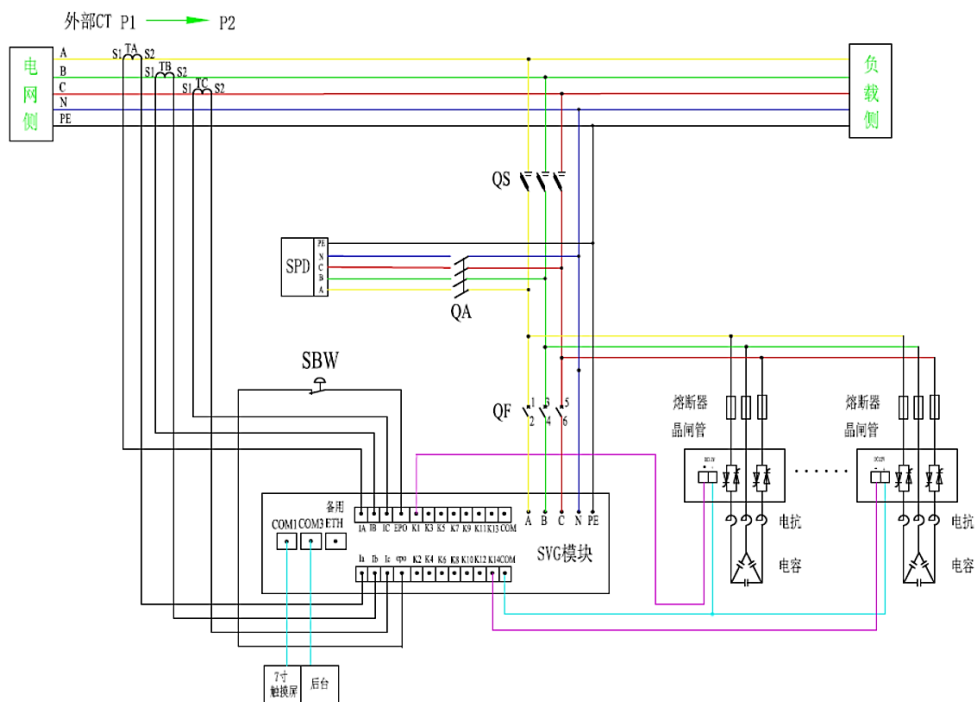 外部CT P1 P2
电网侧
A
B
C
N
PE
S1 TA S2
S1 TB S2
S1 TC S2
负载侧
QS
SPD
PE
N
C
B
A
QA
SBW
QF
1 3 5
2 4 6
熔断器
晶闸管
熔断器
晶闸管
电抗
电容
电抗
电容
备用
COM1 COM3 ETH
IA IB IC EPO K1 K3 K5 K7 K9 K11 K13 COM
Ia Ib Ic epo K2 K4 K6 K8 K10 K12 K14 COM
A B C N PE
SVG模块
7寸触摸屏
后台